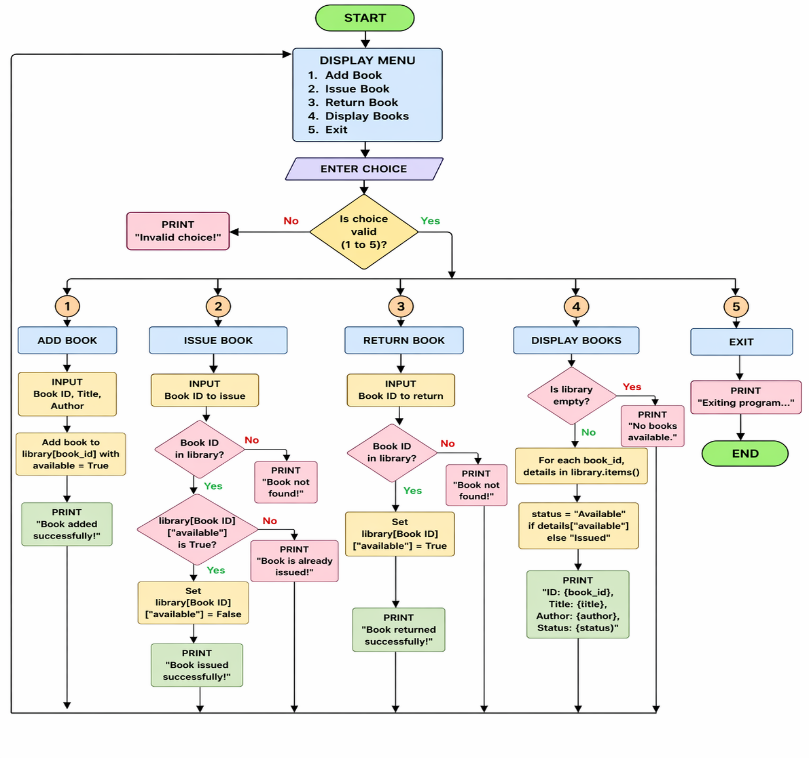 START
DISPLAY MENU
1. Add Book
2. Issue Book
3. Return Book
4. Display Books
5. Exit
ENTER CHOICE
Is choice
valid
(1 to 5)?
No
Yes
PRINT
"Invalid choice!"
1
2
3
4
5
ADD BOOK
INPUT
Book ID, Title,
Author
Add book to
library[book_id] with
available = True
PRINT
"Book added
successfully!"
ISSUE BOOK
INPUT
Book ID to issue
Book ID
in library?
No
PRINT
"Book not
found!"
Yes
library[Book ID]
["available"]
is True?
No
PRINT
"Book is already
issued!"
Yes
Set
library[Book ID]
["available"] = False
PRINT
"Book issued
successfully!"
RETURN BOOK
INPUT
Book ID to return
Book ID
in library?
No
PRINT
"Book not
found!"
Yes
Set
library[Book ID]
["available"] = True
PRINT
"Book returned
successfully!"
DISPLAY BOOKS
Is library
empty?
Yes
PRINT
"No books
available."
No
For each book_id,
details in library.items()
status = "Available"
if details["available"]
else "Issued"
PRINT
"ID: {book_id},
Title: {title},
Author: {author},
Status: {status}"
EXIT
PRINT
"Exiting program..."
END